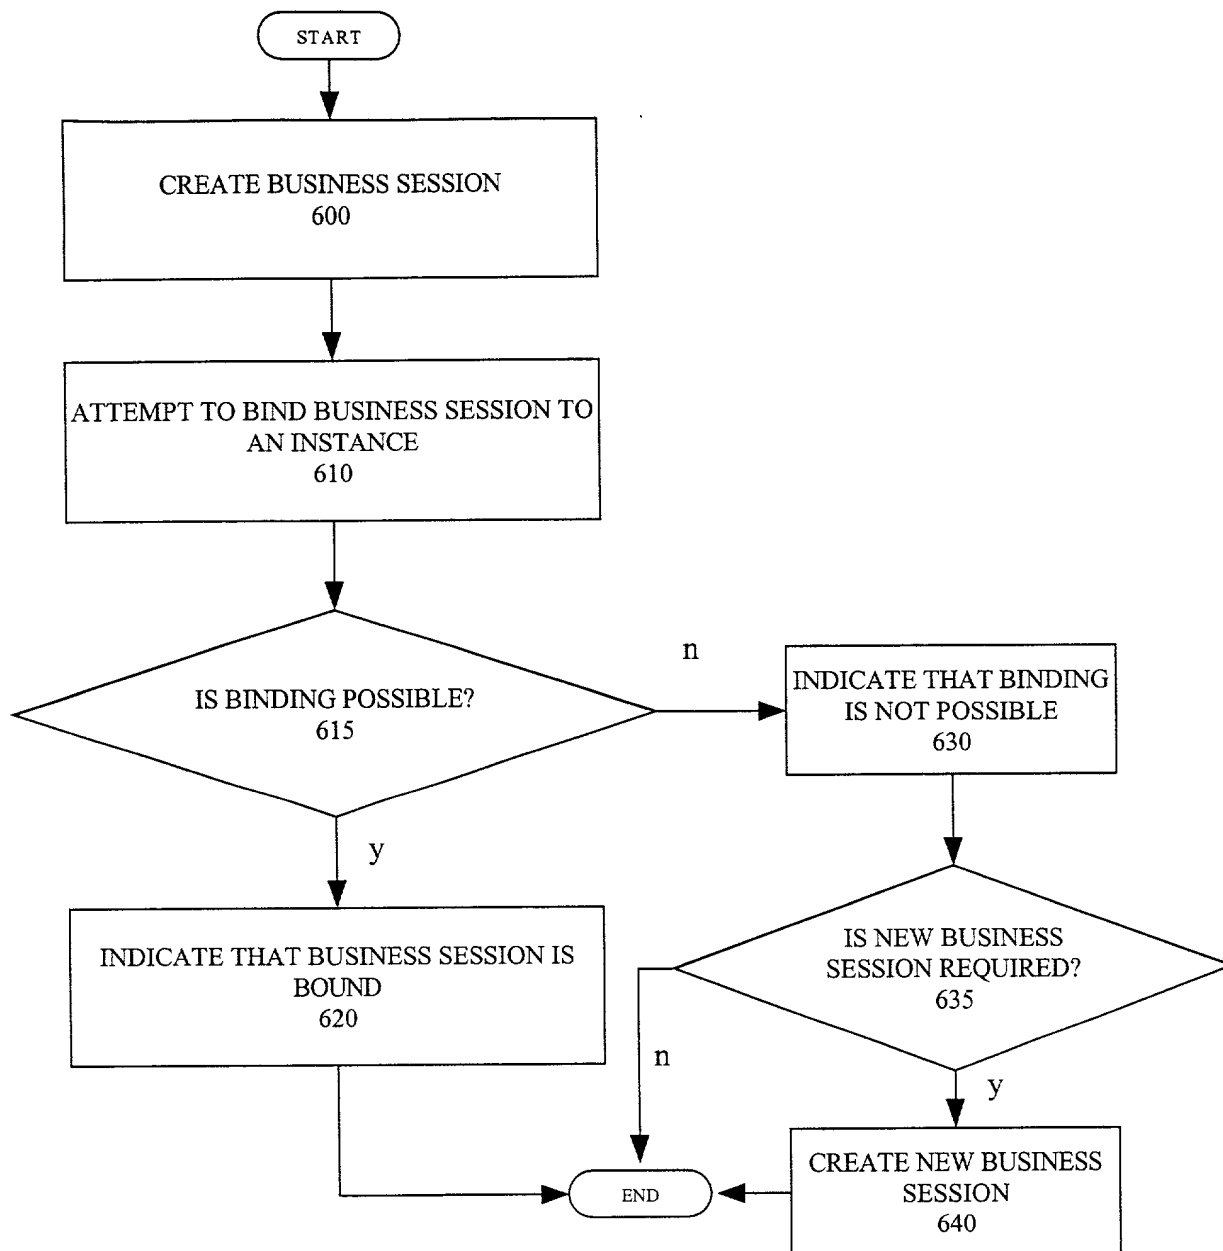 START
CREATE BUSINESS SESSION
600
ATTEMPT TO BIND BUSINESS SESSION TO
AN INSTANCE
610
IS BINDING POSSIBLE?
615
n
INDICATE THAT BINDING
IS NOT POSSIBLE
630
y
INDICATE THAT BUSINESS SESSION IS
BOUND
620
IS NEW BUSINESS
SESSION REQUIRED?
635
n
y
CREATE NEW BUSINESS
SESSION
640
END